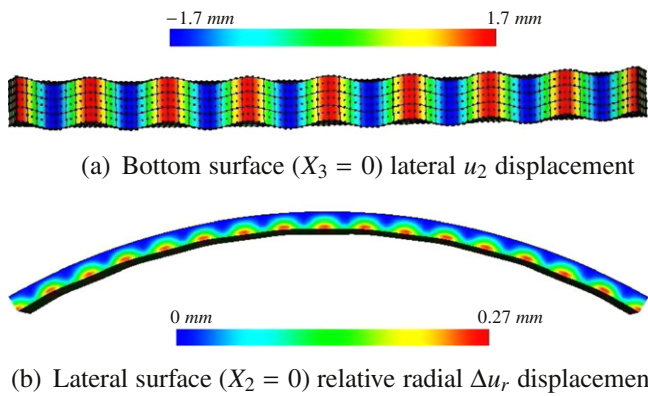 −1.7 mm 1.7 mm
(a) Bottom surface (X₃ = 0) lateral u₂ displacement
0 mm 0.27 mm
(b) Lateral surface (X₂ = 0) relative radial Δuᵣ displacemen